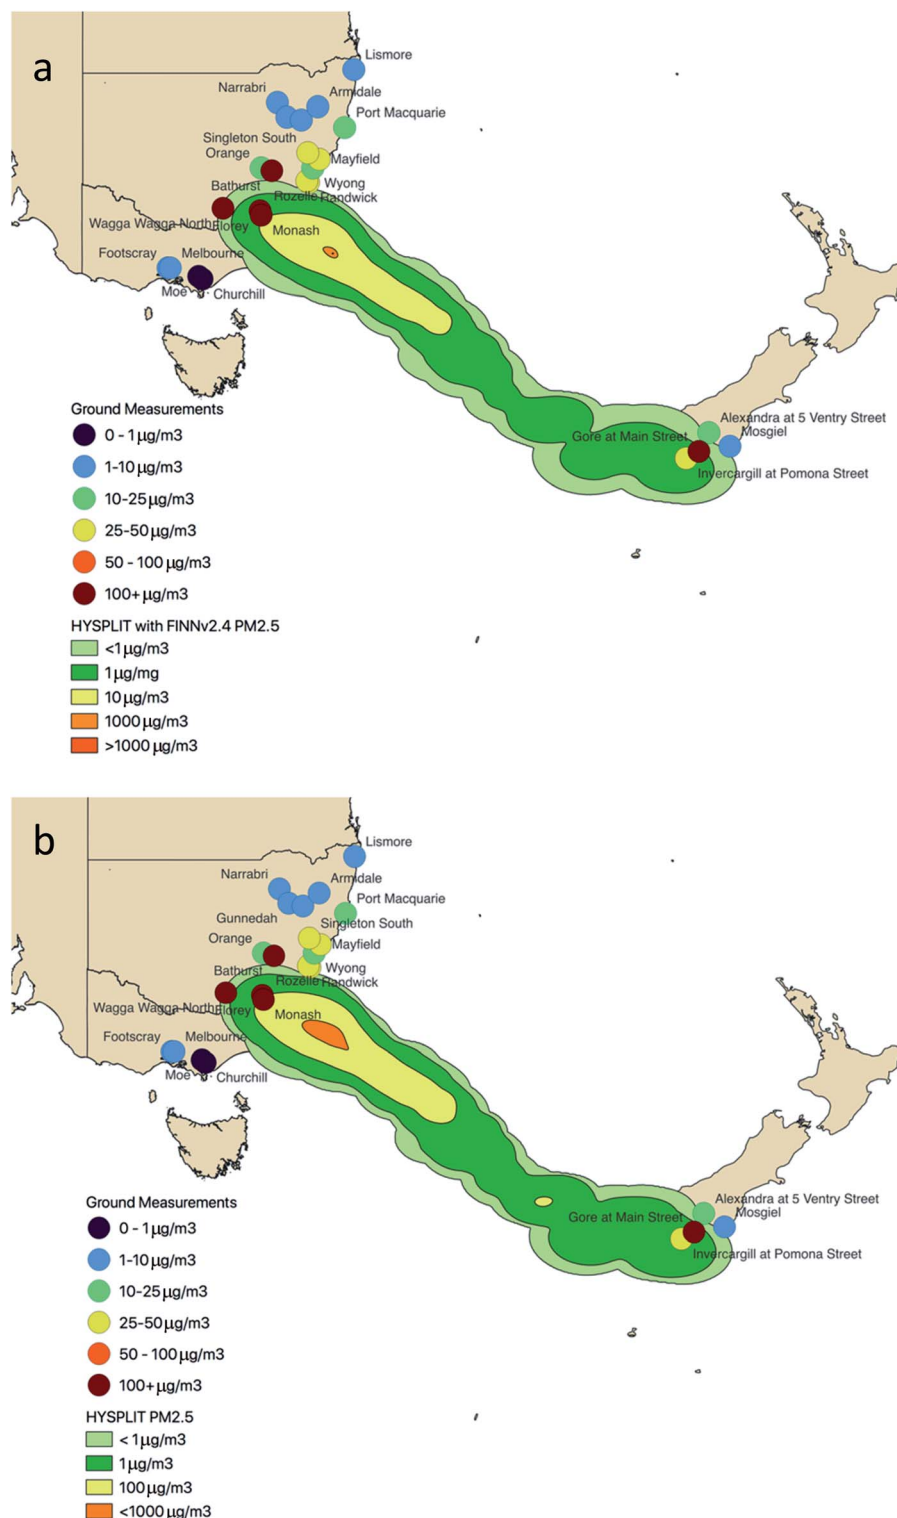 a
Lismore
Narrabri
Armidale
Port Macquarie
Singleton South
Orange
Mayfield
Bathurst
Wyong
Rozelle Randwick
Wagga Wagga North Florey
Monash
Footscray
Melbourne
Moe
Churchill
Ground Measurements
0 - 1 µg/m3
1-10 µg/m3
10-25 µg/m3
25-50 µg/m3
50 - 100 µg/m3
100+ µg/m3
Alexandra at 5 Ventry Street
Gore at Main Street
Mosgiel
Invercargill at Pomona Street
HYSPLIT with FINNv2.4 PM2.5
<1 µg/m3
1 µg/mg
10 µg/m3
1000 µg/m3
>1000 µg/m3
b
Lismore
Narrabri
Armidale
Port Macquarie
Gunnedah
Singleton South
Orange
Mayfield
Bathurst
Wyong
Rozelle Randwick
Wagga Wagga North Florey
Monash
Footscray
Melbourne
Moe
Churchill
Alexandra at 5 Ventry Street
Gore at Main Street
Mosgiel
Invercargill at Pomona Street
Ground Measurements
0 - 1 µg/m3
1-10 µg/m3
10-25 µg/m3
25-50 µg/m3
50 - 100 µg/m3
100+ µg/m3
HYSPLIT PM2.5
< 1 µg/m3
1 µg/m3
100 µg/m3
<1000 µg/m3